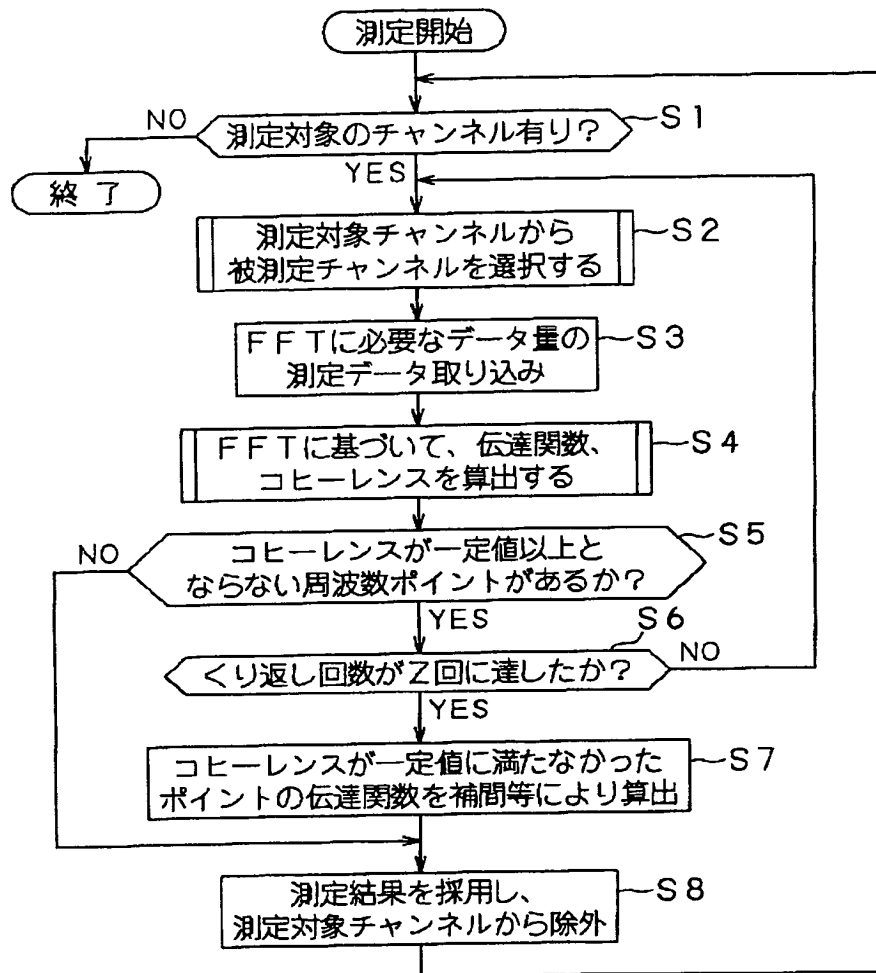 測定開始
測定対象のチャンネル有り？
S1
NO
YES
終了
測定対象チャンネルから
被測定チャンネルを選択する
S2
FFTに必要なデータ量の
測定データ取り込み
S3
FFTに基づいて、伝達関数、
コヒーレンスを算出する
S4
コヒーレンスが一定値以上と
ならない周波数ポイントがあるか？
S5
NO
YES
くり返し回数がZ回に達したか？
S6
NO
YES
コヒーレンスが一定値に満たなかった
ポイントの伝達関数を補間等により算出
S7
測定結果を採用し、
測定対象チャンネルから除外
S8